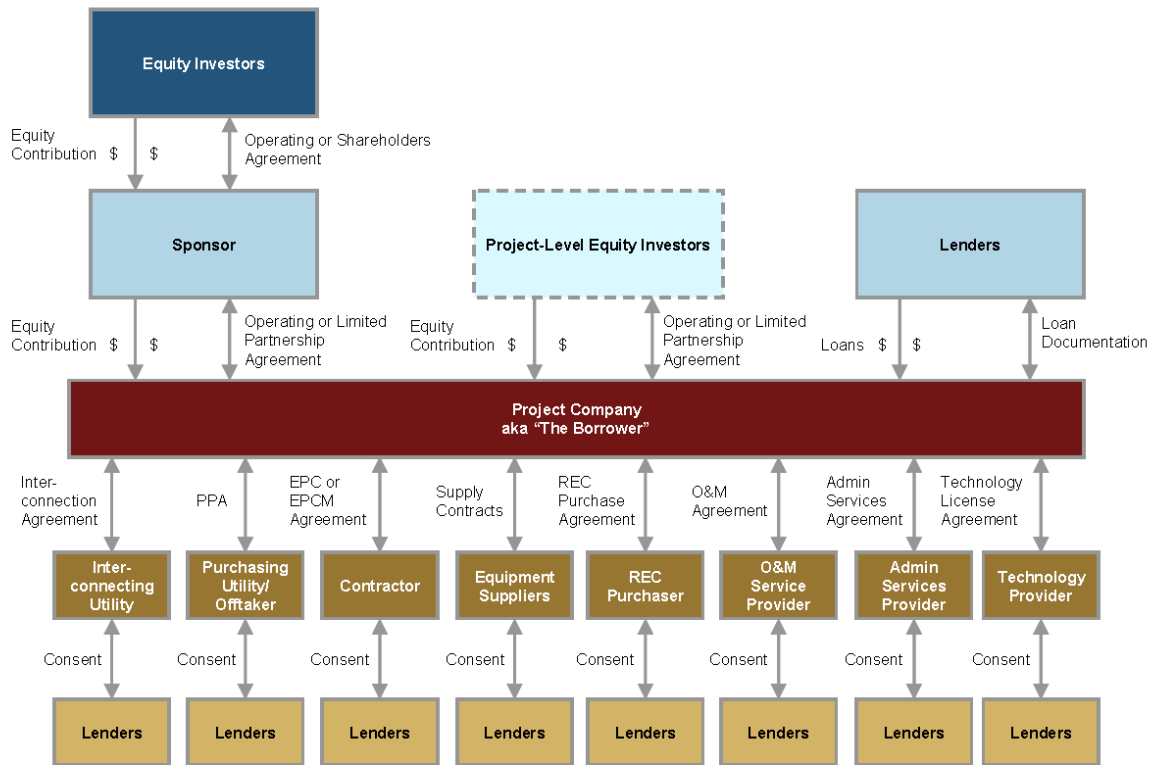 Equity Investors
Equity
Contribution $ $
Operating or Shareholders
Agreement
Sponsor
Project-Level Equity Investors
Lenders
Equity
Contribution $ $
Operating or Limited
Partnership
Agreement
Equity
Contribution $ $
Operating or Limited
Partnership
Agreement
Loans $ $
Loan
Documentation
Project Company
aka “The Borrower”
Inter-
connection
Agreement
PPA
EPC or
EPCM
Agreement
Supply
Contracts
REC
Purchase
Agreement
O&M
Agreement
Admin
Services
Agreement
Technology
License
Agreement
Inter-
connecting
Utility
Purchasing
Utility/
Offtaker
Contractor
Equipment
Suppliers
REC
Purchaser
O&M
Service
Provider
Admin
Services
Provider
Technology
Provider
Consent
Consent
Consent
Consent
Consent
Consent
Consent
Consent
Lenders
Lenders
Lenders
Lenders
Lenders
Lenders
Lenders
Lenders